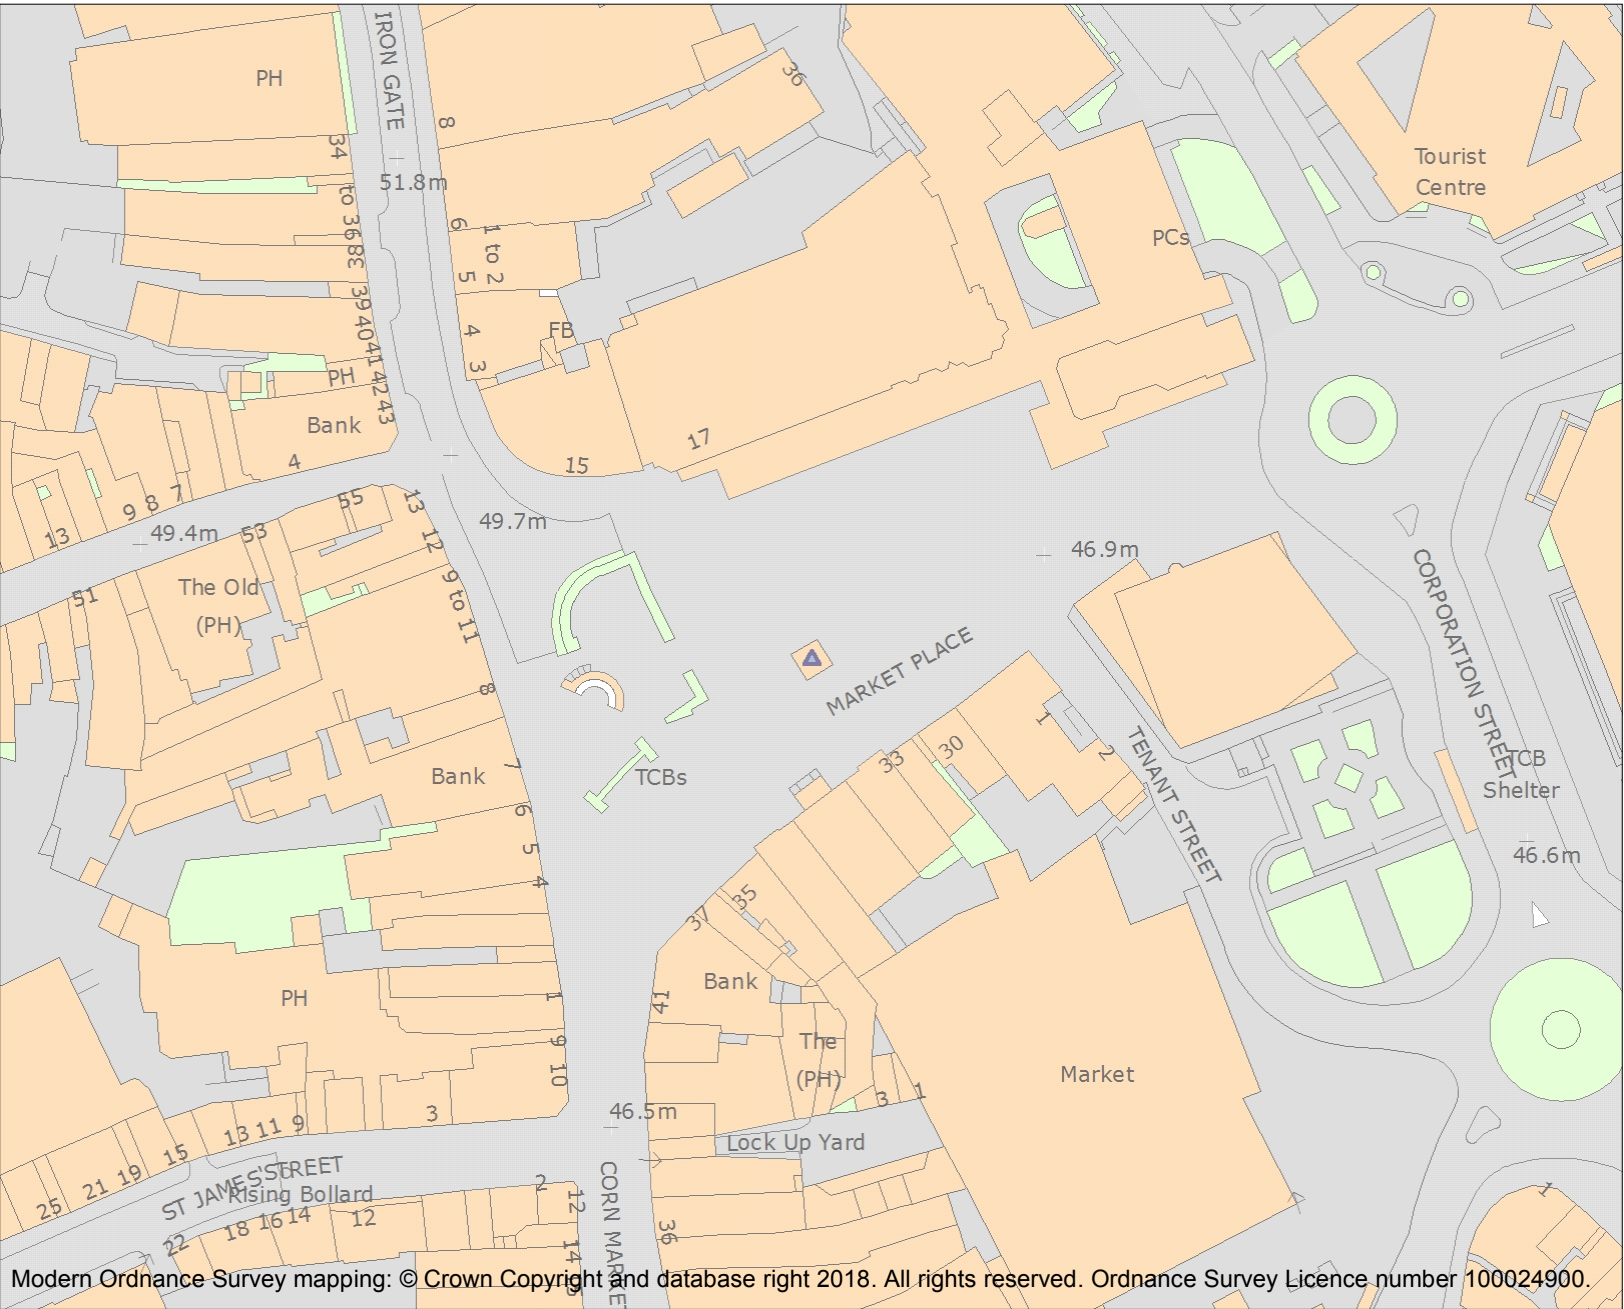 IRON GATE
PH
36
8
34
to 36
Tourist
Centre
51.8m
6
1 to 2
PCs
38
5
39
40
41
4
FB
3
PH
42
43
Bank
17
4
15
7
8
9
13
49.4m
53
55
13
12
49.7m
46.9m
CORPORATION STREET
51
The Old
(PH)
9 to 11
MARKET PLACE
8
1
2
TENANT STREET
30
33
7
Bank
TCBs
TCB
Shelter
6
5
4
46.6m
35
37
Bank
PH
1
41
9
10
The
(PH)
Market
3
1
46.5m
3
Lock Up Yard
9
11
13
15
19
21
25
ST JAMES'STREET
Rising Bollard
2
12
CORN MARKET
36
1
12
14
16
18
22
14
Modern Ordnance Survey mapping: © Crown Copyright and database right 2018. All rights reserved. Ordnance Survey Licence number 100024900.